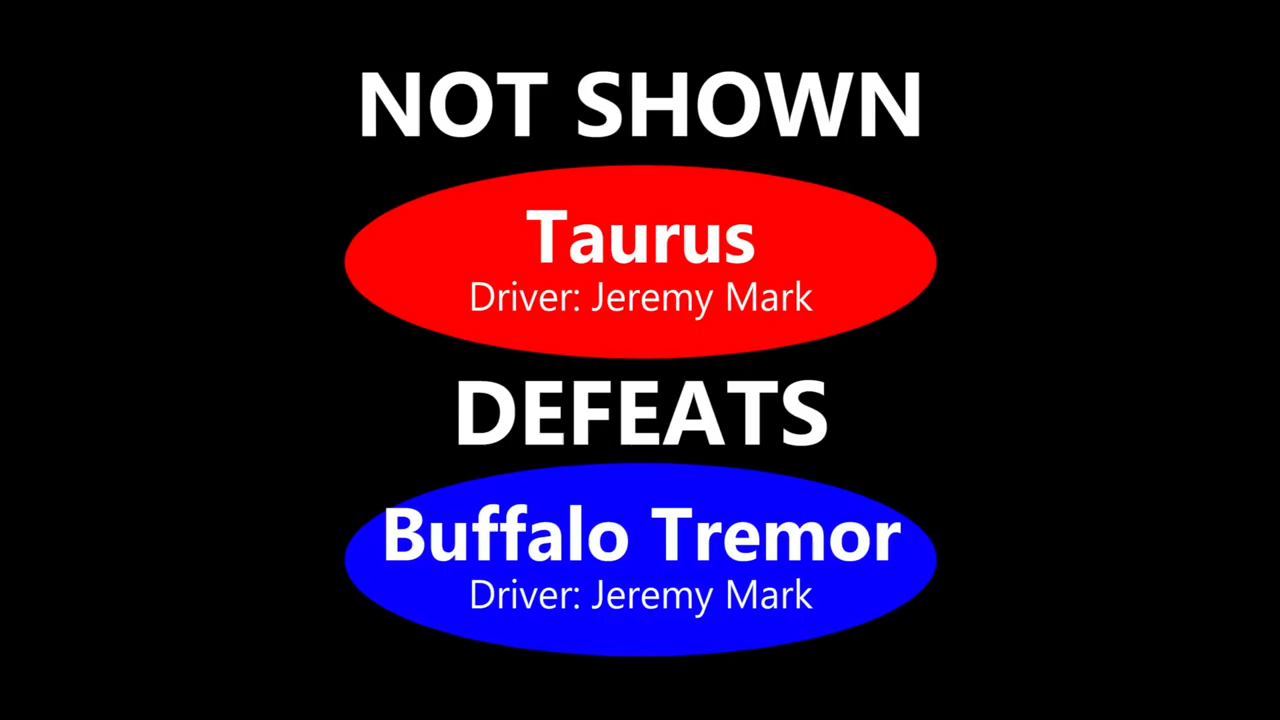 NOT SHOWN
Taurus
Driver: Jeremy Mark
DEFEATS
Buffalo Tremor
Driver: Jeremy Mark